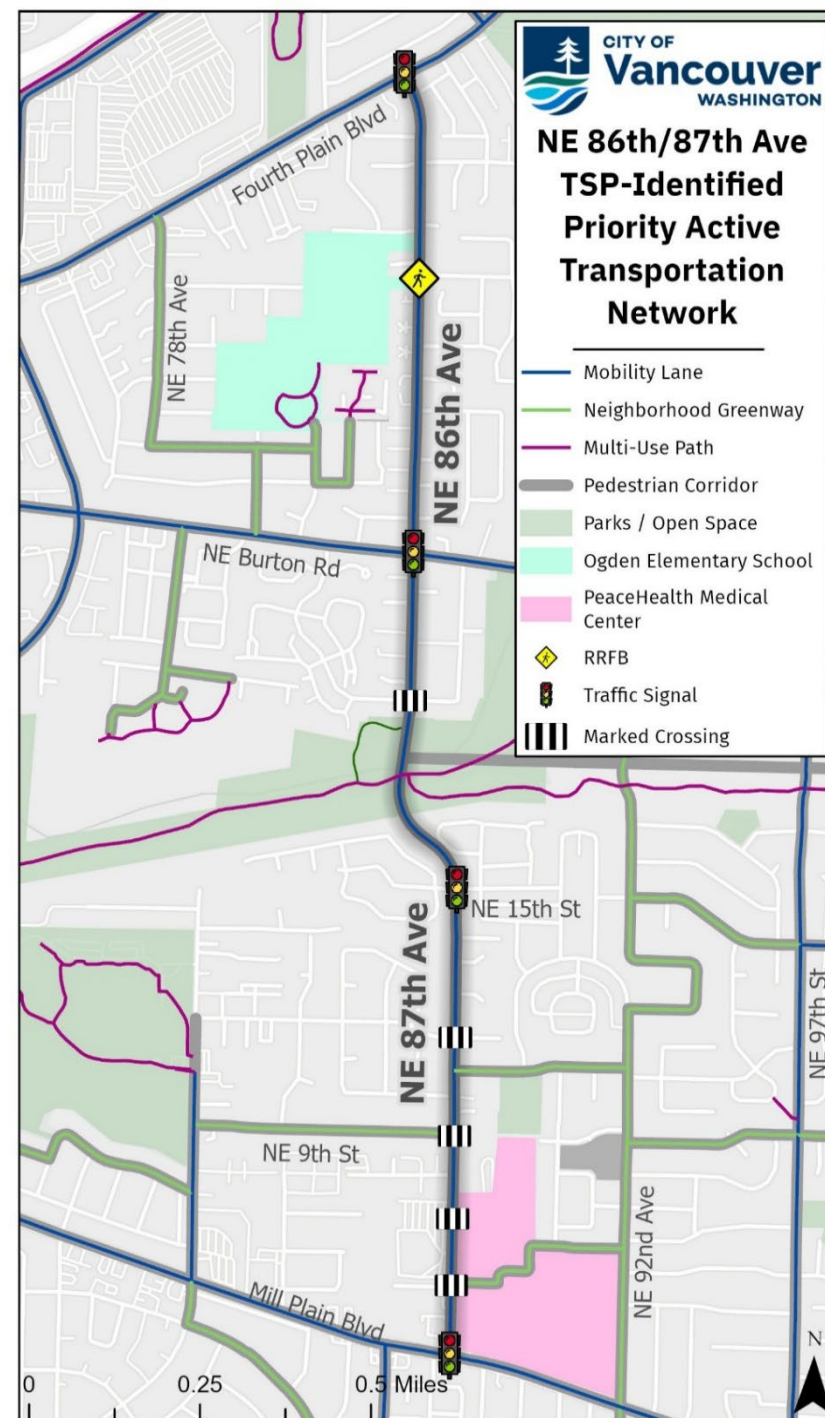 CITY OF
Vancouver
WASHINGTON
NE 86th/87th Ave
TSP-Identified
Priority Active
Transportation
Network
Mobility Lane
Neighborhood Greenway
Multi-Use Path
Pedestrian Corridor
Parks / Open Space
Ogden Elementary School
PeaceHealth Medical
Center
RRFB
Traffic Signal
Marked Crossing
Fourth Plain Blvd
NE 78th Ave
NE 86th Ave
NE Burton Rd
NE 15th St
NE 87th Ave
NE 97th St
NE 9th St
NE 92nd Ave
Mill Plain Blvd
N
0 0.25 0.5 Miles